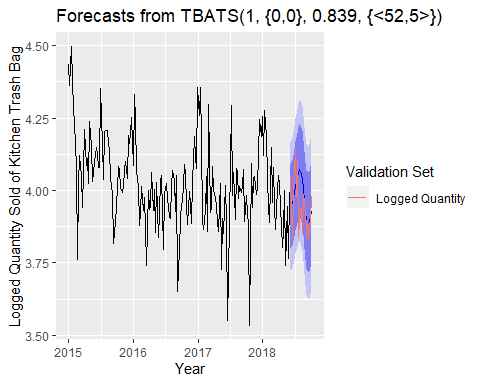 Forecasts from TBATS(1, {0,0}, 0.839, {<52,5>})
Logged Quantity Sold of Kitchen Trash Bag
4.50
4.25
4.00
3.75
3.50
2015
2016
2017
2018
Year
Validation Set
Logged Quantity